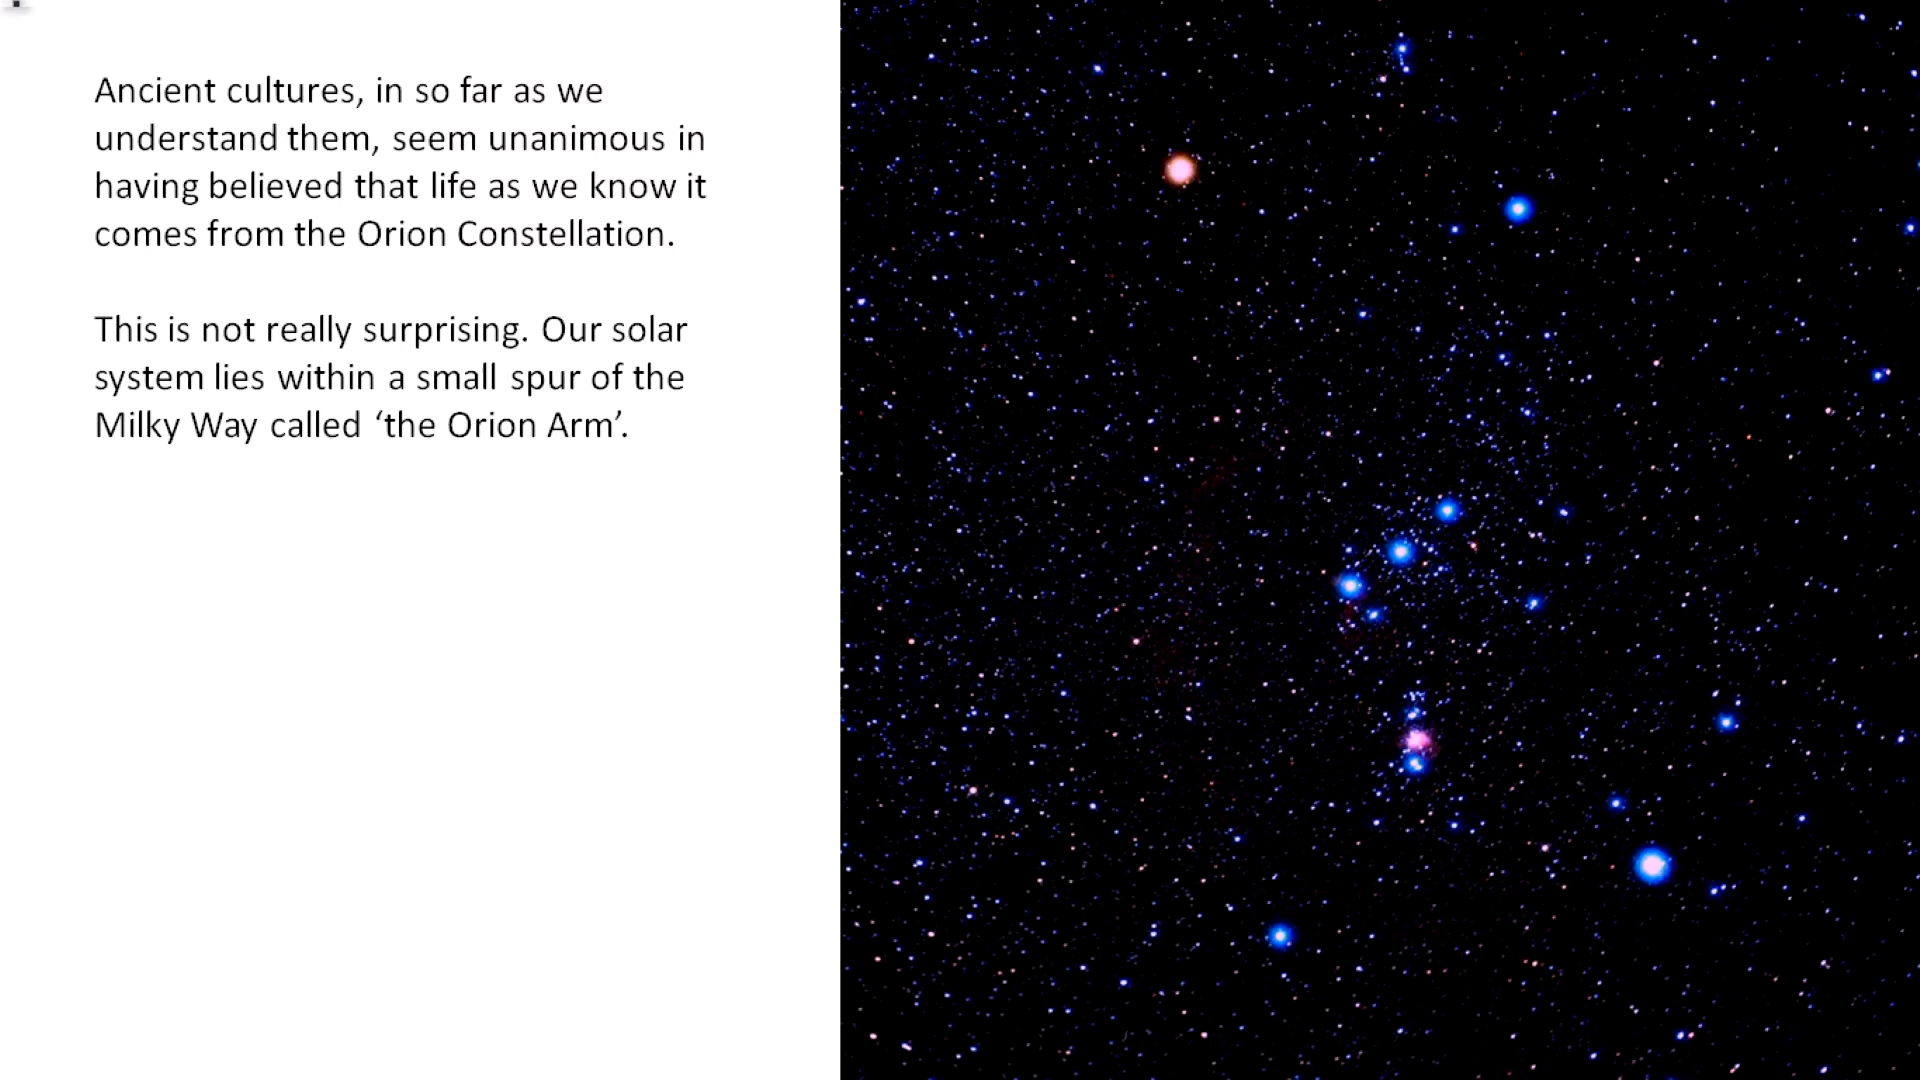 Ancient cultures, in so far as we
understand them, seem unanimous in
having believed that life as we know it
comes from the Orion Constellation.
This is not really surprising. Our solar
system lies within a small spur of the
Milky Way called ‘the Orion Arm’.